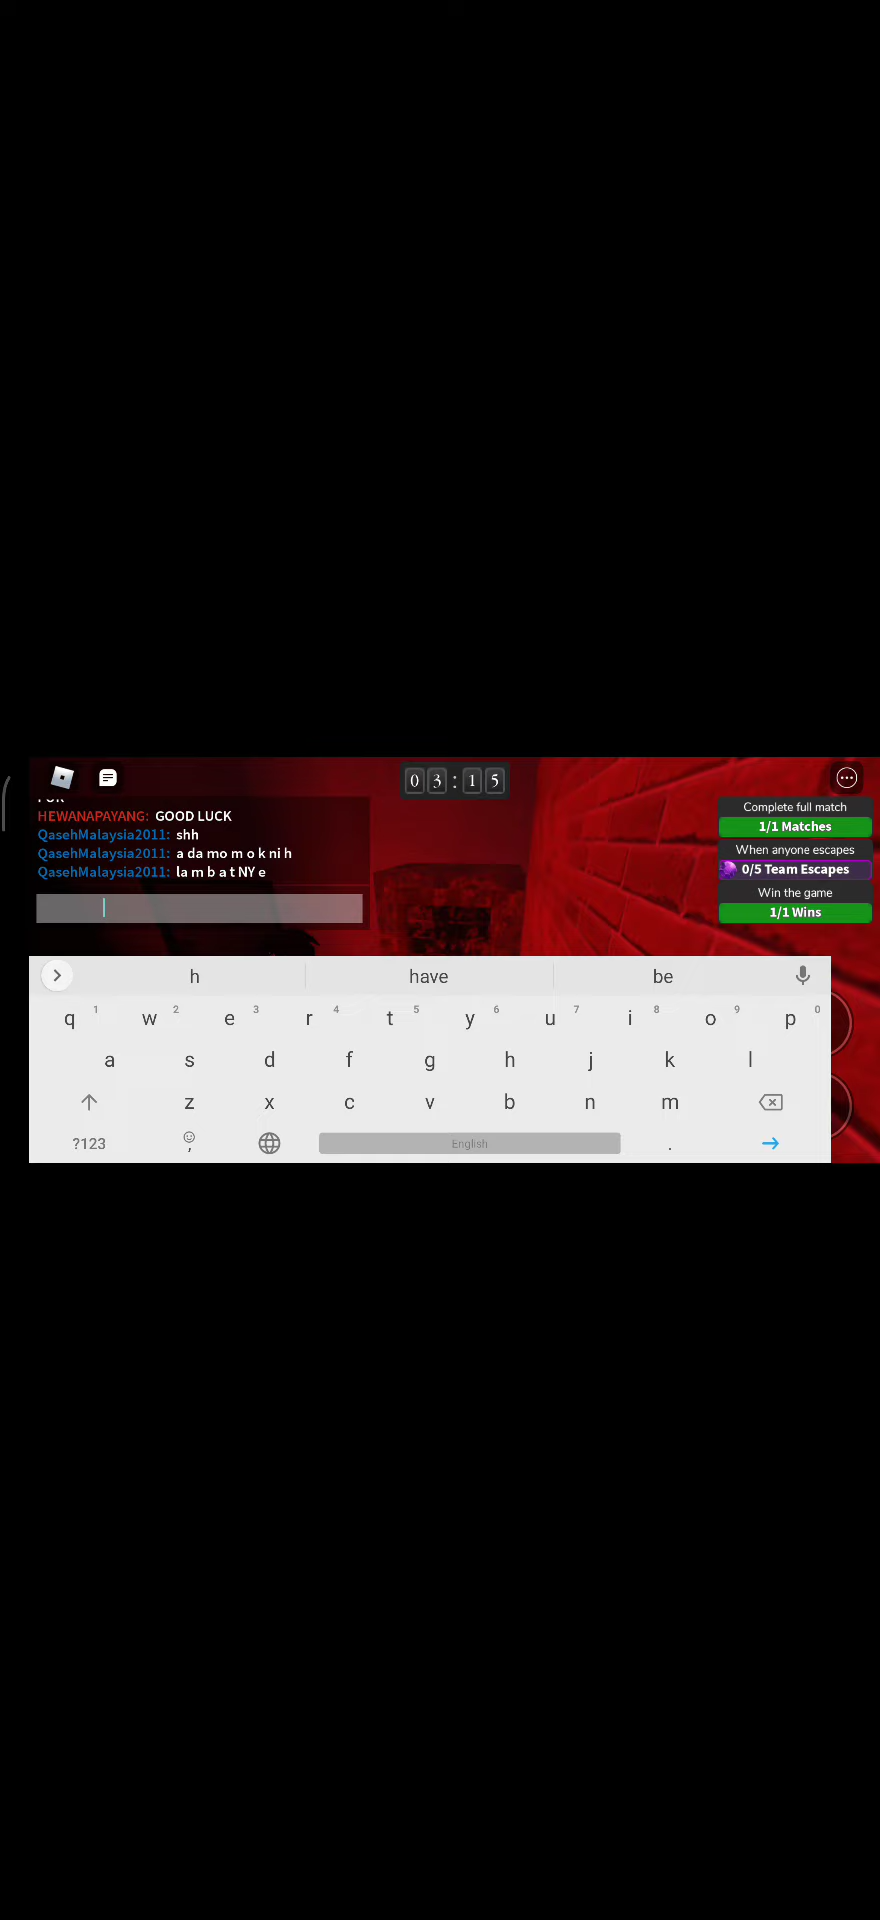 03:15
HEWANAPAYANG: GOOD LUCK
QasehMalaysia2011: shh
QasehMalaysia2011: a da mo m o k ni h
QasehMalaysia2011: la m b a t NY e
Complete full match
1/1 Matches
When anyone escapes
0/5 Team Escapes
Win the game
1/1 Wins
h have be
q 1 w 2 e 3 r 4 t 5 y 6 u 7 i 8 o 9 p 0
a s d f g h j k l
z x c v b n m
?123 , English .